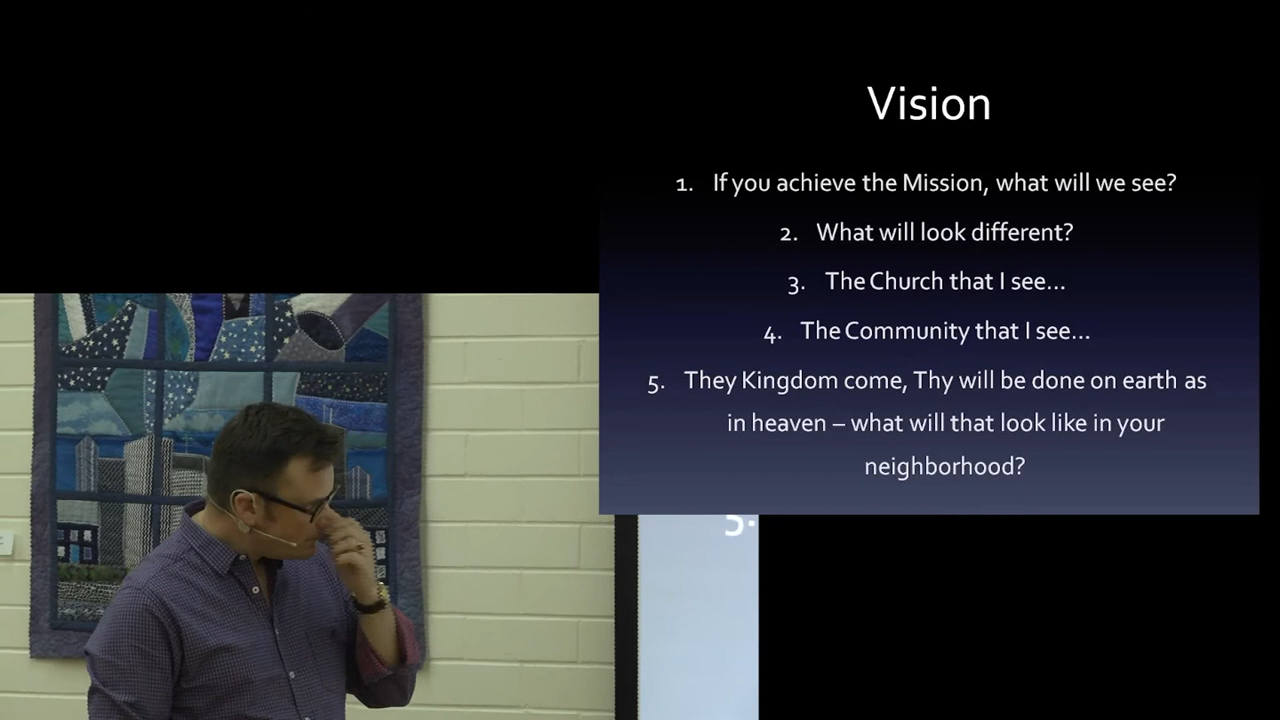 Vision
1. If you achieve the Mission, what will we see?
2. What will look different?
3. The Church that I see...
4. The Community that I see...
5. They Kingdom come, Thy will be done on earth as
in heaven – what will that look like in your
neighborhood?
5.